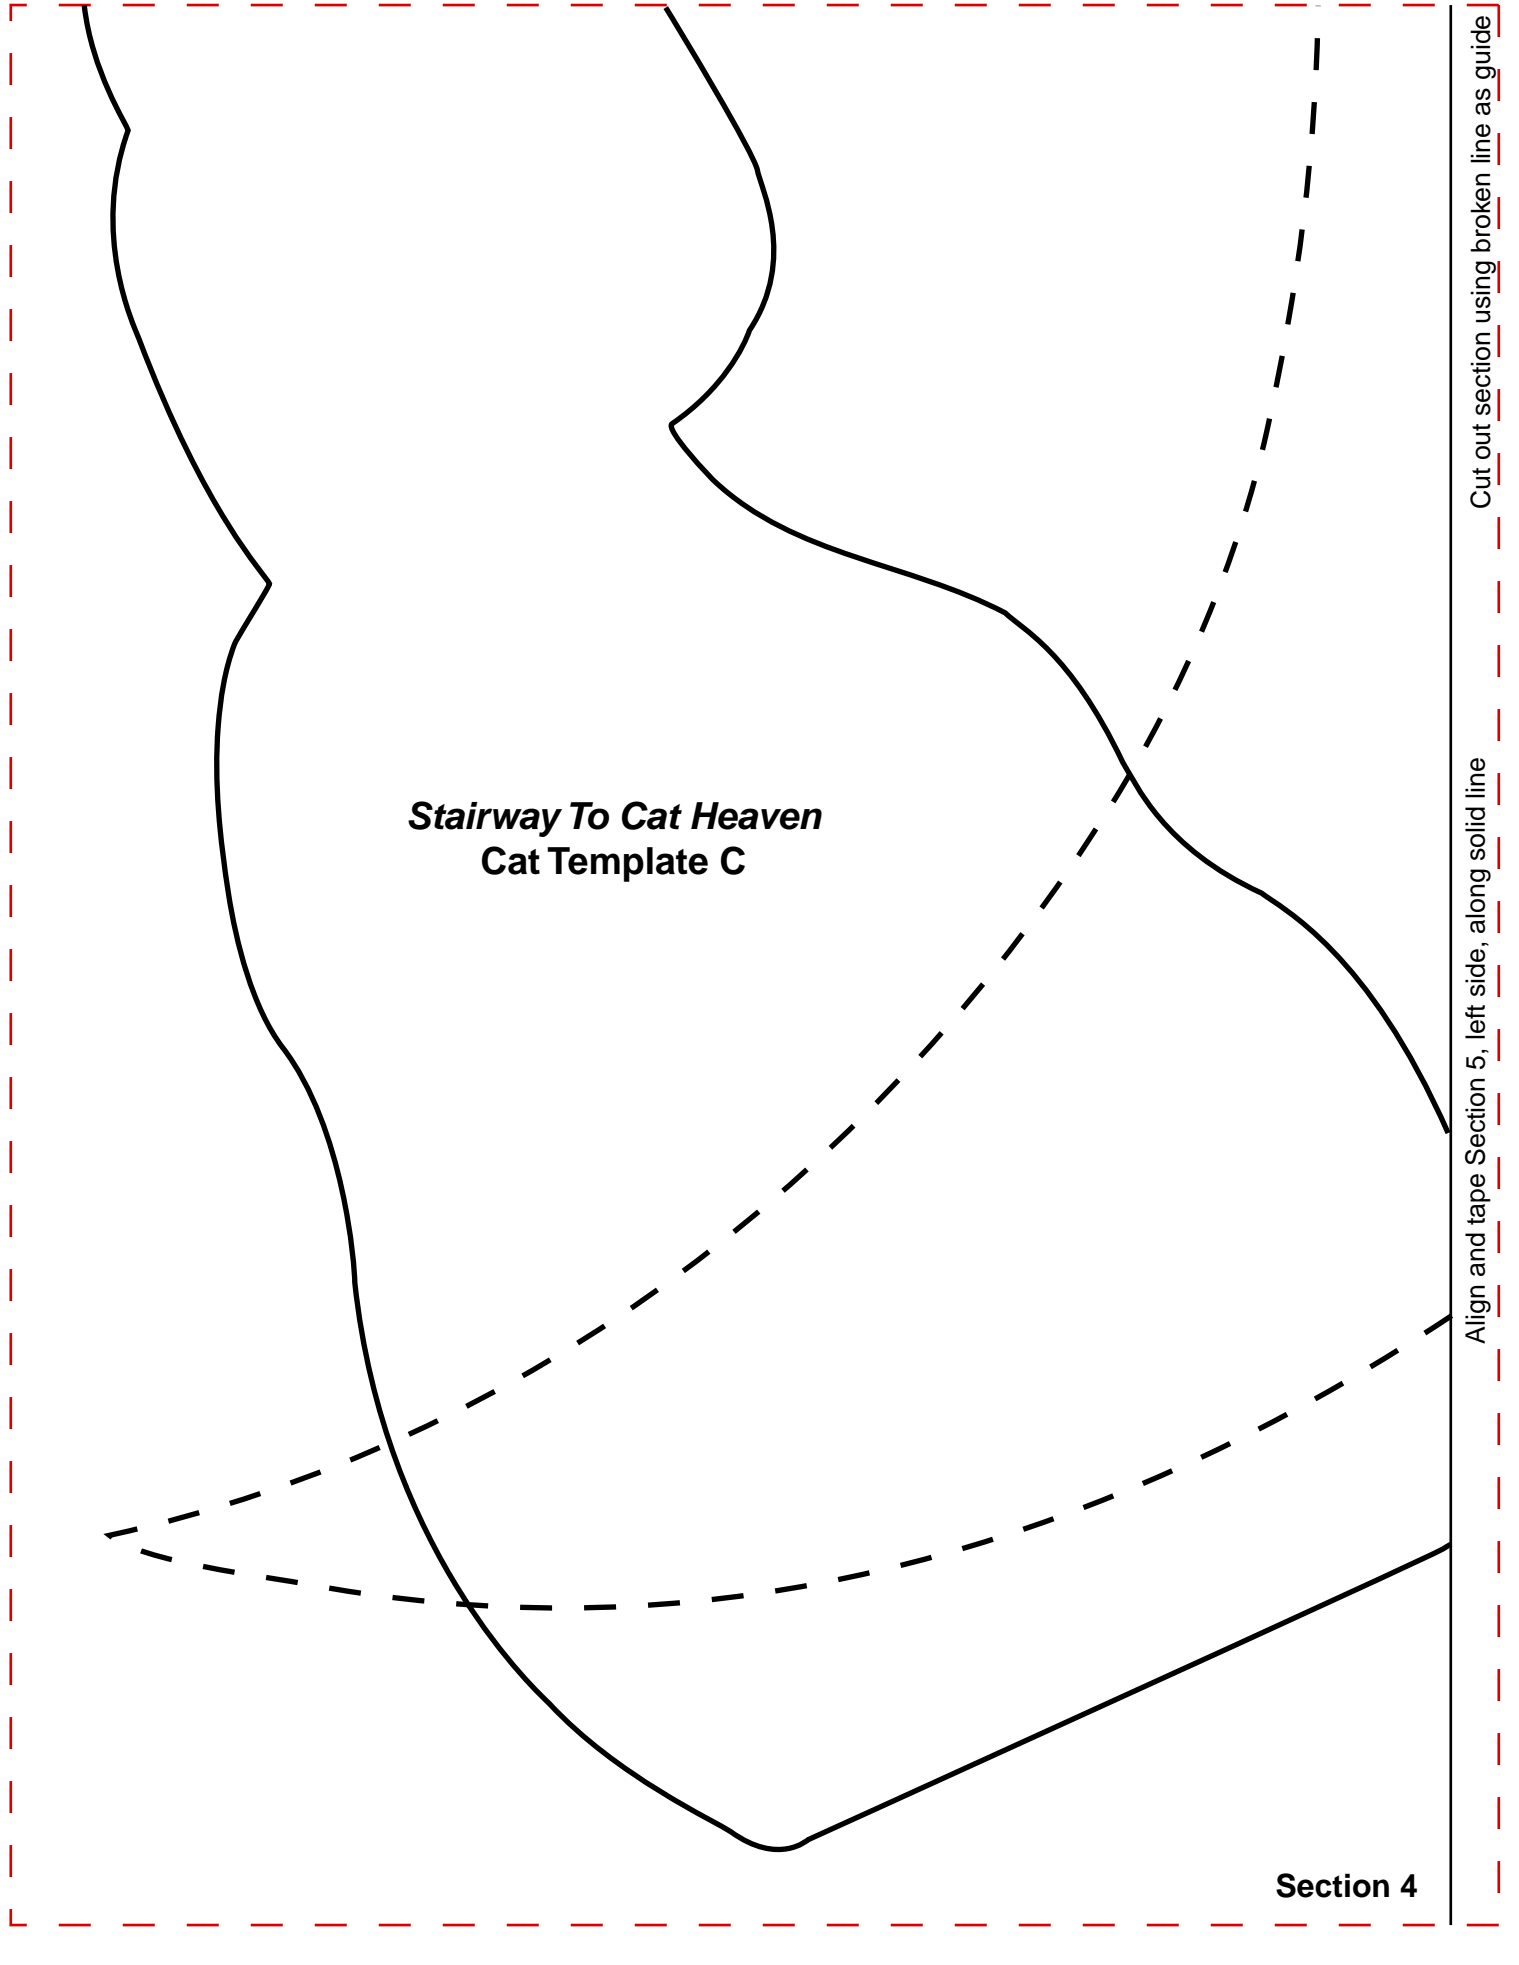 Cut out section using broken line as guide
Stairway To Cat Heaven
Cat Template C
Align and tape Section 5, left side, along solid line
Section 4